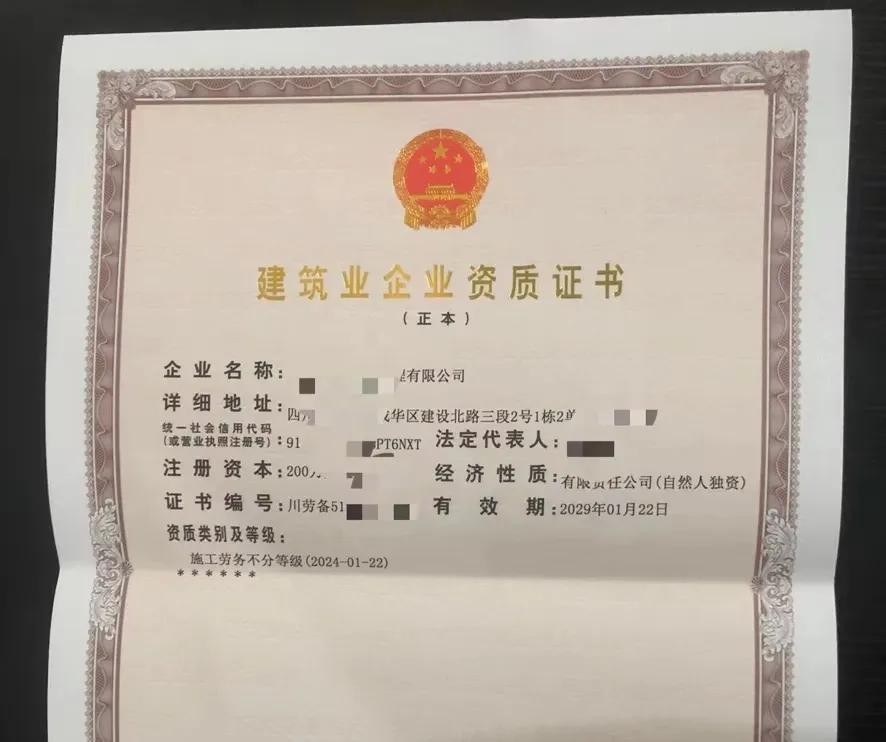 建筑业企业资质证书
(正本)
企业名称: 有限公司
详细地址: 华区建设北路三段2号1栋2
统一社会信用代码
(或营业执照注册号): 91 PT6NXT 法定代表人:
注册资本: 200 经济性质: 有限责任公司(自然人独资)
证书编号: 川劳备51 有效期: 2029年01月22日
资质类别及等级:
施工劳务不分等级(2024-01-22)
******